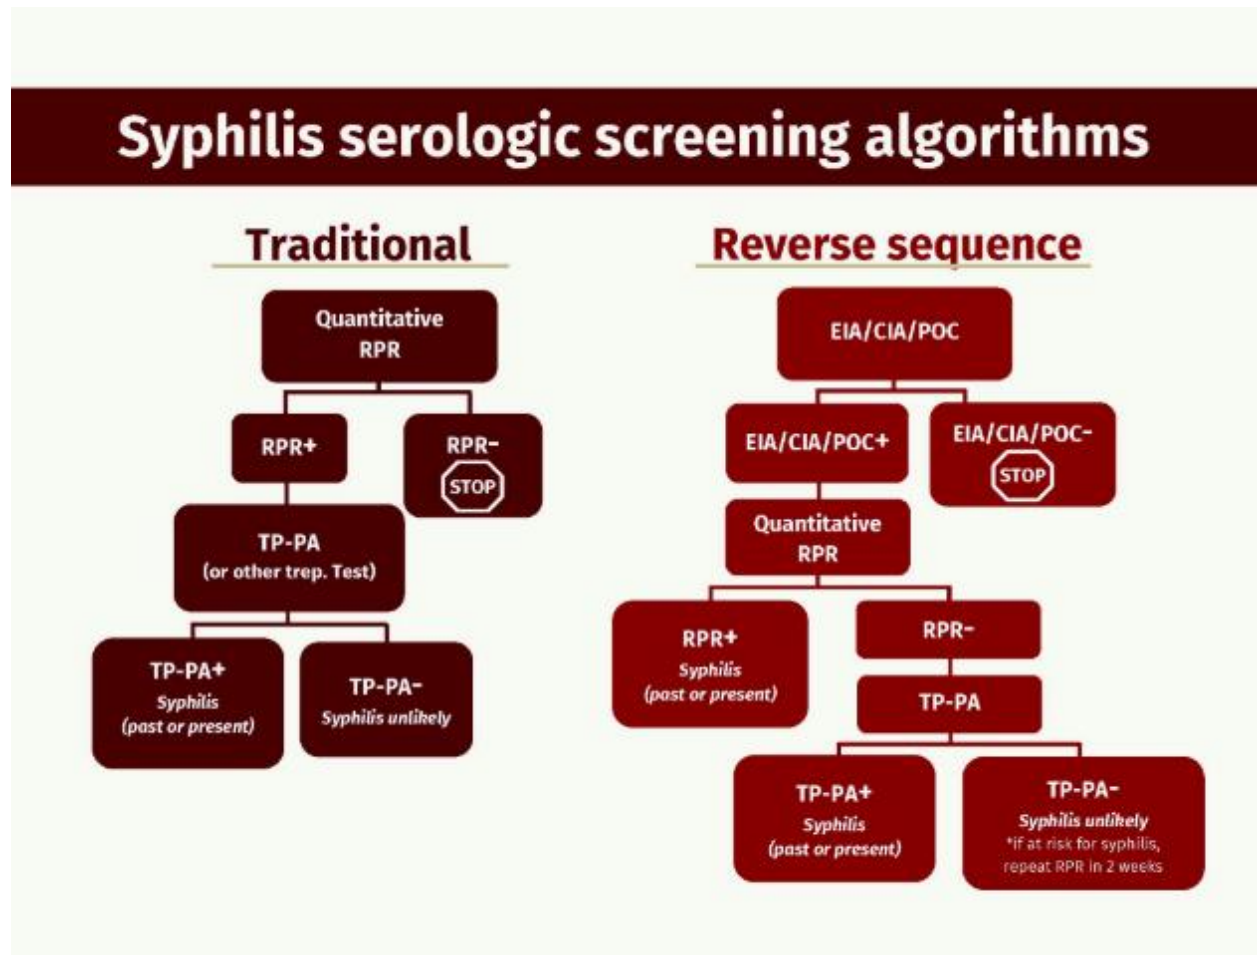 Syphilis serologic screening algorithms
Traditional
Quantitative
RPR
RPR+
RPR-
STOP
TP-PA
(or other trep. Test)
TP-PA+
Syphilis
(past or present)
TP-PA-
Syphilis unlikely
Reverse sequence
EIA/CIA/POC
EIA/CIA/POC+
EIA/CIA/POC-
STOP
Quantitative
RPR
RPR+
Syphilis
(past or present)
RPR-
TP-PA
TP-PA+
Syphilis
(past or present)
TP-PA-
Syphilis unlikely
*if at risk for syphilis,
repeat RPR in 2 weeks